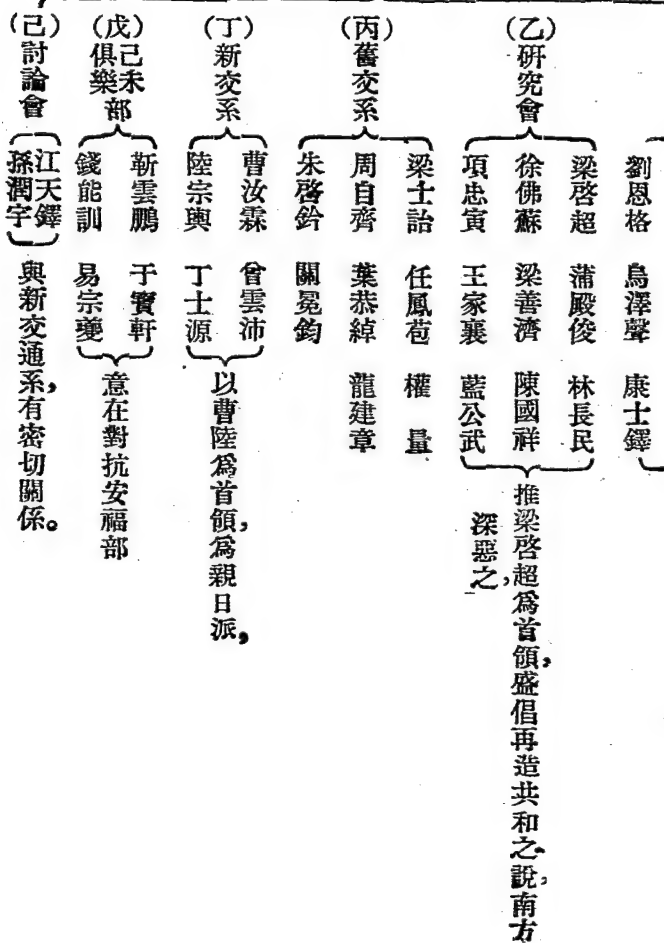 劉恩格　烏澤聲　康士鐸
（乙）研究會
梁啓超　蒲殿俊　林長民
徐佛蘇　梁善濟　陳國祥
項忠寅　王家襄　藍公武
推梁啓超爲首領，盛倡再造共和之說，南方
深惡之，
（丙）舊交系
梁士詒　任鳳苞　權　量
周自齊　葉恭綽　龍建章
朱啓鈐　關冕鈞
（丁）新交系
曹汝霖　曾雲沛
陸宗輿　丁士源
以曹陸爲首領，爲親日派，
（戊）己未
俱樂部
靳雲鵬　于寶軒
錢能訓　易宗夔
意在對抗安福部
（己）討論會
江天鐸
孫潤宇
與新交通系，有密切關係。